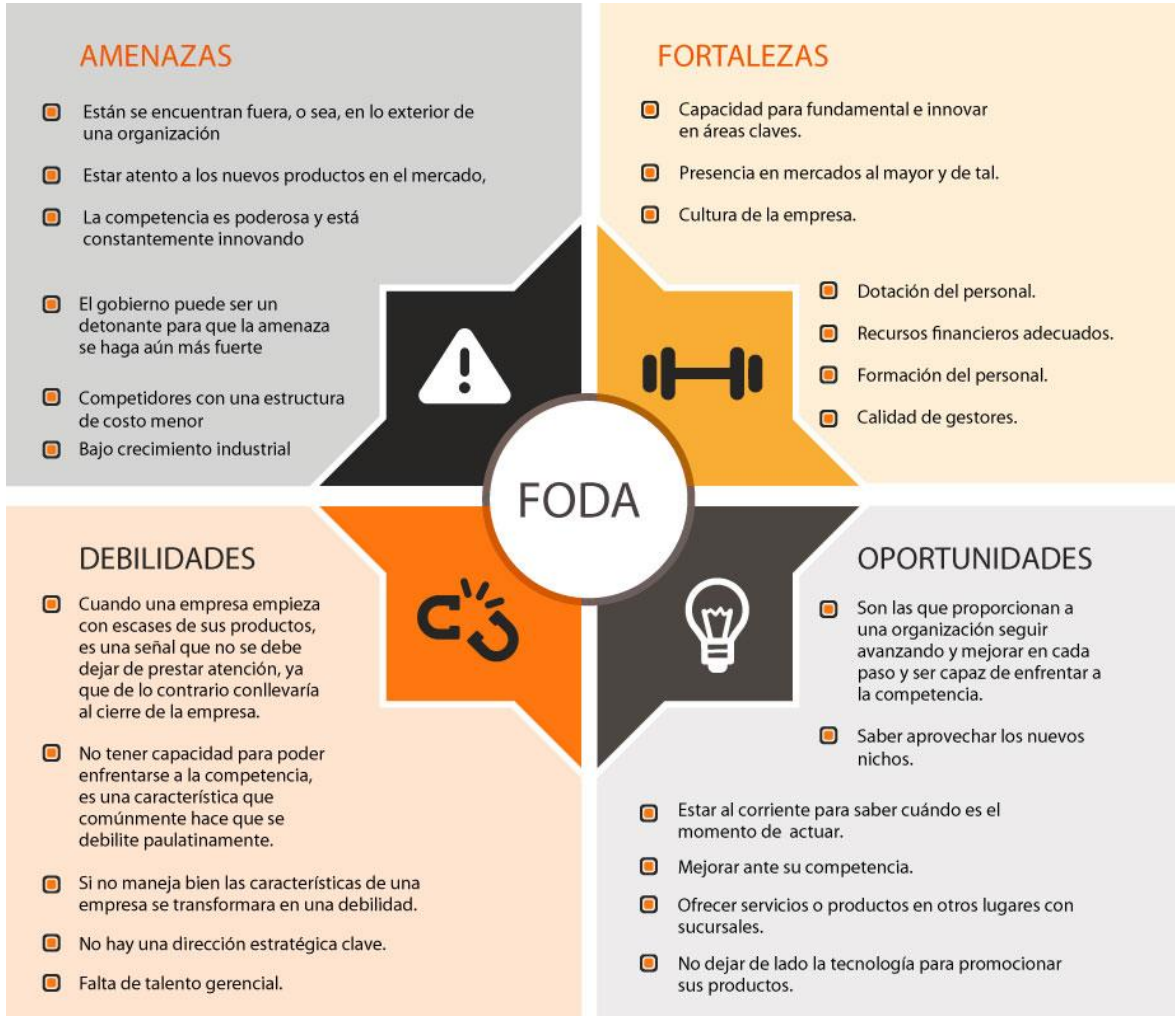 AMENAZAS
Están se encuentran fuera, o sea, en lo exterior de
una organización
Estar atento a los nuevos productos en el mercado,
La competencia es poderosa y está
constantemente innovando
El gobierno puede ser un
detonante para que la amenaza
se haga aún más fuerte
Competidores con una estructura
de costo menor
Bajo crecimiento industrial
FORTALEZAS
Capacidad para fundamental e innovar
en áreas claves.
Presencia en mercados al mayor y de tal.
Cultura de la empresa.
Dotación del personal.
Recursos financieros adecuados.
Formación del personal.
Calidad de gestores.
FODA
DEBILIDADES
Cuando una empresa empieza
con escases de sus productos,
es una señal que no se debe
dejar de prestar atención, ya
que de lo contrario conllevaría
al cierre de la empresa.
No tener capacidad para poder
enfrentarse a la competencia,
es una característica que
comúnmente hace que se
debilite paulatinamente.
Si no maneja bien las características de una
empresa se transformara en una debilidad.
No hay una dirección estratégica clave.
Falta de talento gerencial.
OPORTUNIDADES
Son las que proporcionan a
una organización seguir
avanzando y mejorar en cada
paso y ser capaz de enfrentar a
la competencia.
Saber aprovechar los nuevos
nichos.
Estar al corriente para saber cuándo es el
momento de actuar.
Mejorar ante su competencia.
Ofrecer servicios o productos en otros lugares con
sucursales.
No dejar de lado la tecnología para promocionar
sus productos.